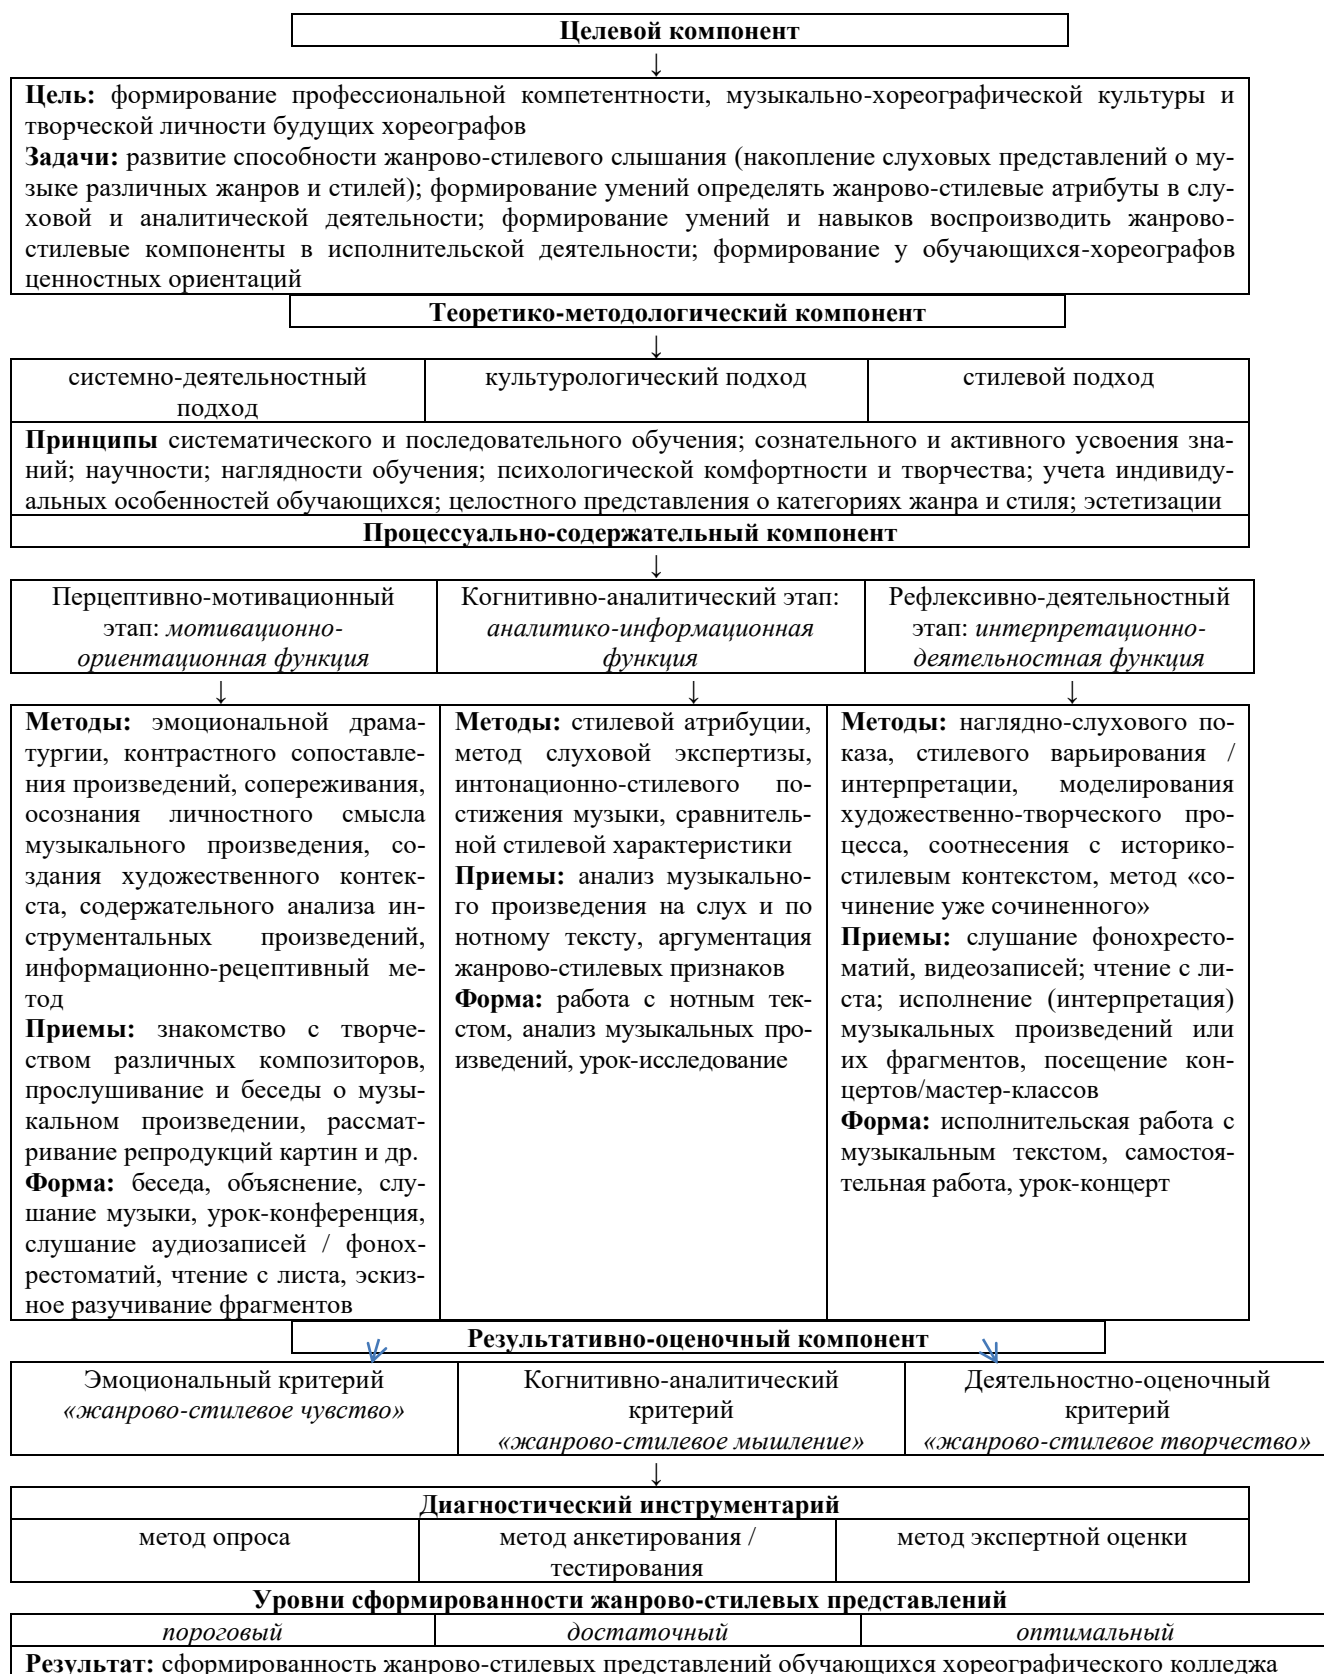 Целевой компонент
↓
Цель: формирование профессиональной компетентности, музыкально-хореографической культуры и
творческой личности будущих хореографов
Задачи: развитие способности жанрово-стилевого слышания (накопление слуховых представлений о му-
зыке различных жанров и стилей); формирование умений определять жанрово-стилевые атрибуты в слу-
ховой и аналитической деятельности; формирование умений и навыков воспроизводить жанрово-
стилевые компоненты в исполнительской деятельности; формирование у обучающихся-хореографов
ценностных ориентаций
Теоретико-методологический компонент
↓
системно-деятельностный
подход
культурологический подход
стилевой подход
Принципы систематического и последовательного обучения; сознательного и активного усвоения зна-
ний; научности; наглядности обучения; психологической комфортности и творчества; учета индивиду-
альных особенностей обучающихся; целостного представления о категориях жанра и стиля; эстетизации
Процессуально-содержательный компонент
↓
Перцептивно-мотивационный
этап: мотивационно-
ориентационная функция
Когнитивно-аналитический этап:
аналитико-информационная
функция
Рефлексивно-деятельностный
этап: интерпретационно-
деятельностная функция
↓ ↓ ↓
Методы: эмоциональной драма-
тургии, контрастного сопоставле-
ния произведений, сопереживания,
осознания личностного смысла
музыкального произведения, со-
здания художественного контек-
ста, содержательного анализа ин-
струментальных произведений,
информационно-рецептивный ме-
тод
Приемы: знакомство с творче-
ством различных композиторов,
прослушивание и беседы о музы-
кальном произведении, рассмат-
ривание репродукций картин и др.
Форма: беседа, объяснение, слу-
шание музыки, урок-конференция,
слушание аудиозаписей / фонох-
рестоматий, чтение с листа, эскиз-
ное разучивание фрагментов
Методы: стилевой атрибуции,
метод слуховой экспертизы,
интонационно-стилевого по-
стижения музыки, сравнитель-
ной стилевой характеристики
Приемы: анализ музыкально-
го произведения на слух и по
нотному тексту, аргументация
жанрово-стилевых признаков
Форма: работа с нотным тек-
стом, анализ музыкальных про-
изведений, урок-исследование
Методы: наглядно-слухового по-
каза, стилевого варьирования /
интерпретации, моделирования
художественно-творческого про-
цесса, соотнесения с историко-
стилевым контекстом, метод «со-
чинение уже сочиненного»
Приемы: слушание фонохресто-
матий, видеозаписей; чтение с ли-
ста; исполнение (интерпретация)
музыкальных произведений или
их фрагментов, посещение кон-
цертов/мастер-классов
Форма: исполнительская работа с
музыкальным текстом, самостоя-
тельная работа, урок-концерт
Результативно-оценочный компонент
Эмоциональный критерий
«жанрово-стилевое чувство»
Когнитивно-аналитический
критерий
«жанрово-стилевое мышление»
Деятельностно-оценочный
критерий
«жанрово-стилевое творчество»
↓
Диагностический инструментарий
метод опроса
метод анкетирования /
тестирования
метод экспертной оценки
Уровни сформированности жанрово-стилевых представлений
пороговый
достаточный
оптимальный
Результат: сформированность жанрово-стилевых представлений обучающихся хореографического колледжа